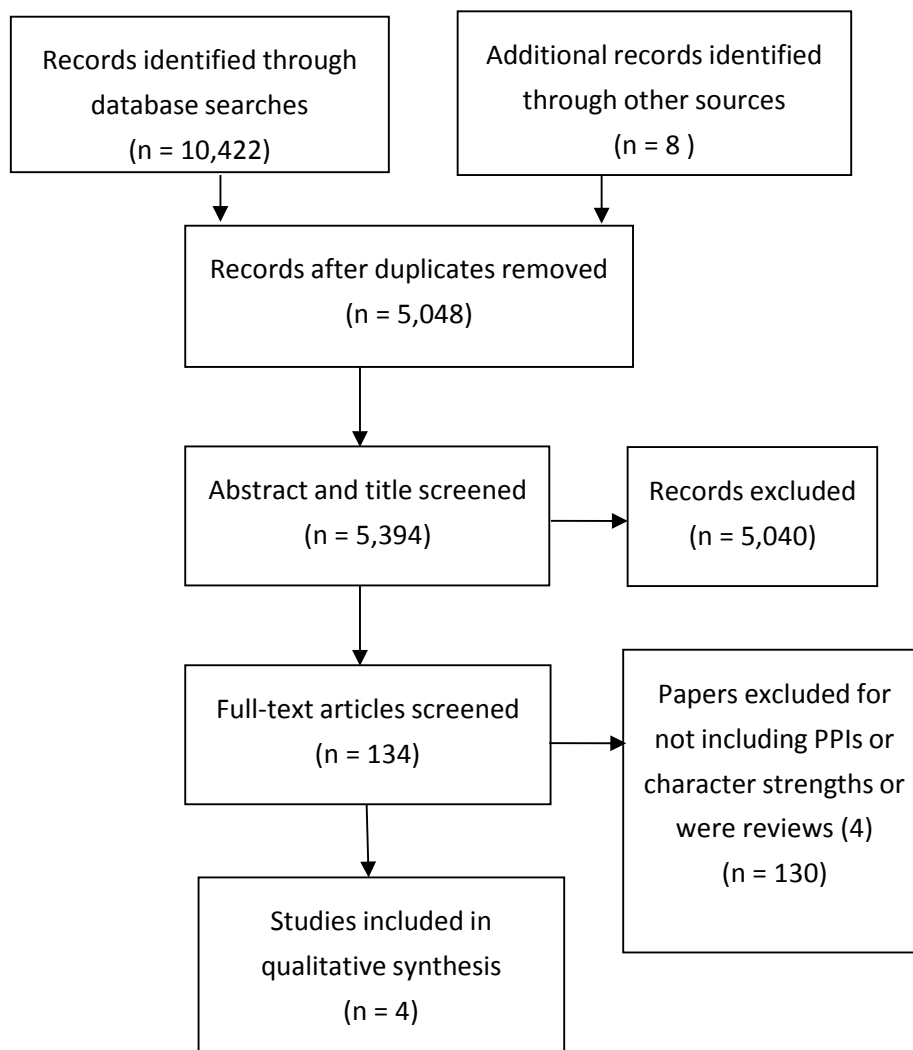 Records identified through
database searches
(n = 10,422)
Additional records identified
through other sources
(n = 8 )
Records after duplicates removed
(n = 5,048)
Abstract and title screened
(n = 5,394)
Records excluded
(n = 5,040)
Full-text articles screened
(n = 134)
Papers excluded for
not including PPIs or
character strengths or
were reviews (4)
(n = 130)
Studies included in
qualitative synthesis
(n = 4)